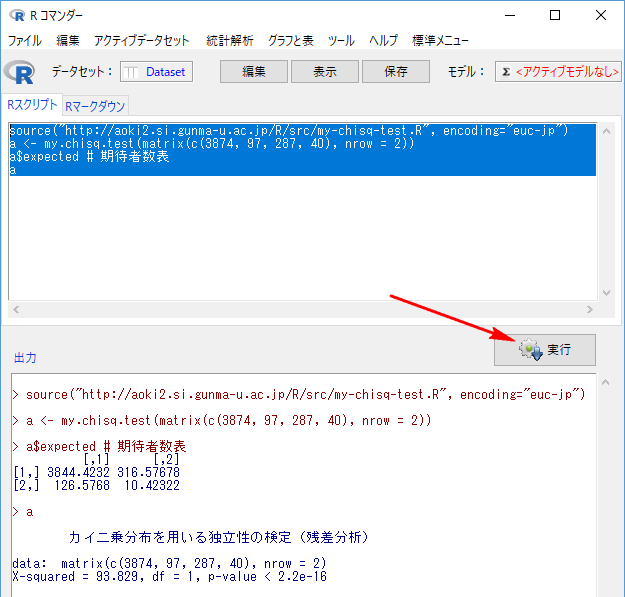 R コマンダー
ファイル 編集 アクティブデータセット 統計解析 グラフと表 ツール ヘルプ 標準メニュー
R データセット： Dataset 編集 表示 保存 モデル： Σ <アクティブモデルなし>
Rスクリプト Rマークダウン
source("http://aoki2.si.gunma-u.ac.jp/R/src/my-chisq-test.R", encoding="euc-jp")
a <- my.chisq.test(matrix(c(3874, 97, 287, 40), nrow = 2))
a$expected # 期待者数表
a
実行
出力
> source("http://aoki2.si.gunma-u.ac.jp/R/src/my-chisq-test.R", encoding="euc-jp")
> a <- my.chisq.test(matrix(c(3874, 97, 287, 40), nrow = 2))
> a$expected # 期待者数表
[,1] [,2]
[1,] 3844.4232 316.57678
[2,] 126.5768 10.42322
> a
カイ二乗分布を用いる独立性の検定（残差分析）
data: matrix(c(3874, 97, 287, 40), nrow = 2)
X-squared = 93.829, df = 1, p-value < 2.2e-16